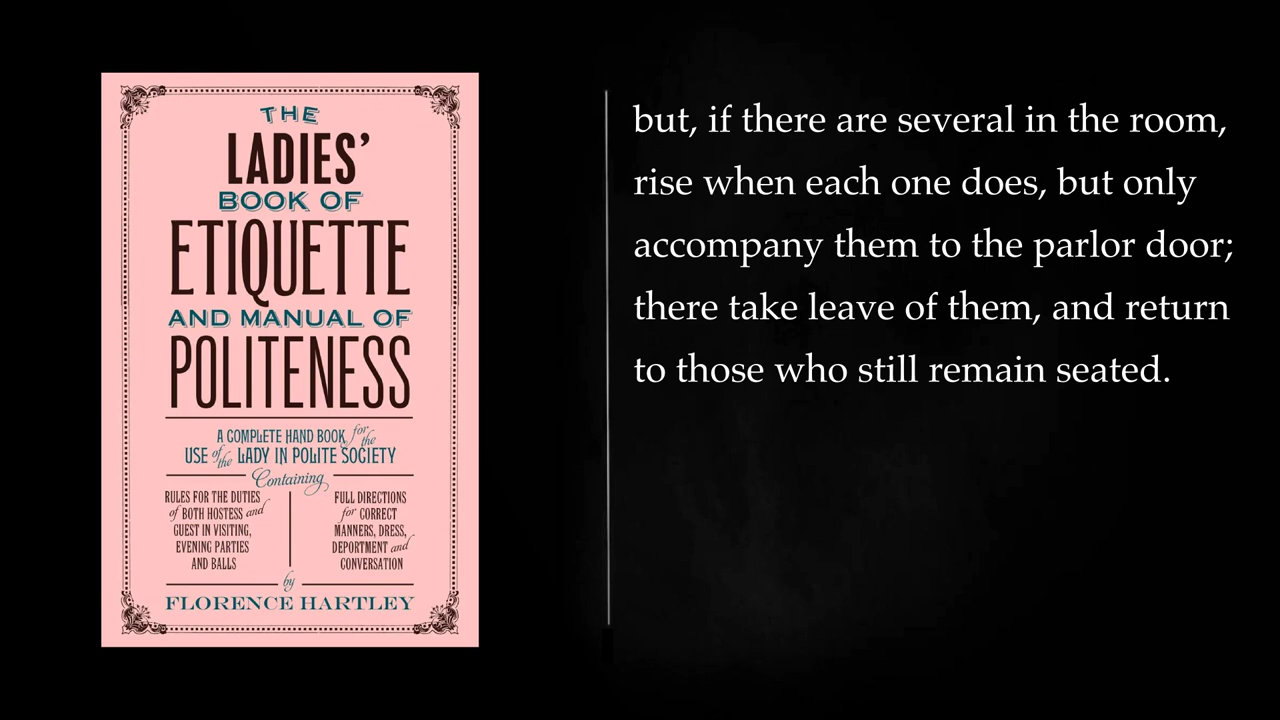 THE
LADIES'
BOOK OF
ETIQUETTE
AND MANUAL OF
POLITENESS
A COMPLETE HAND BOOK for the
USE of the LADY IN POLITE SOCIETY
Containing
RULES FOR THE DUTIES
of BOTH HOSTESS and
GUEST IN VISITING,
EVENING PARTIES
AND BALLS
FULL DIRECTIONS
for CORRECT
MANNERS, DRESS,
DEPORTMENT and
CONVERSATION
by
FLORENCE HARTLEY
but, if there are several in the room,
rise when each one does, but only
accompany them to the parlor door;
there take leave of them, and return
to those who still remain seated.